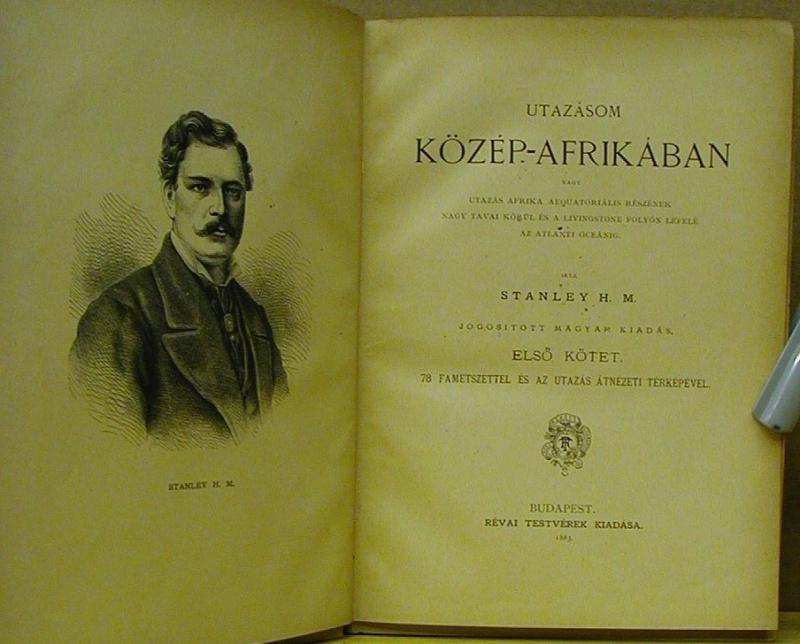 STANLEY H. M.
UTAZÁSOM
KÖZÉP-AFRIKÁBAN
VAGY
UTAZÁS AFRIKA AEQUATORIÁLIS RÉSZÉNEK
NAGY TAVAI KÖRÜL ÉS A LIVINGSTONE FOLYÓN LEFELÉ
AZ ATLANTI OCEÁNIG.
IRTA
STANLEY H. M.
JOGOSITOTT MAGYAR KIADÁS.
ELSŐ KÖTET.
78 FAMETSZETTEL ÉS AZ UTAZÁS ÁTNÉZETI TÉRKÉPÉVEL.
BUDAPEST.
RÉVAI TESTVÉREK KIADÁSA.